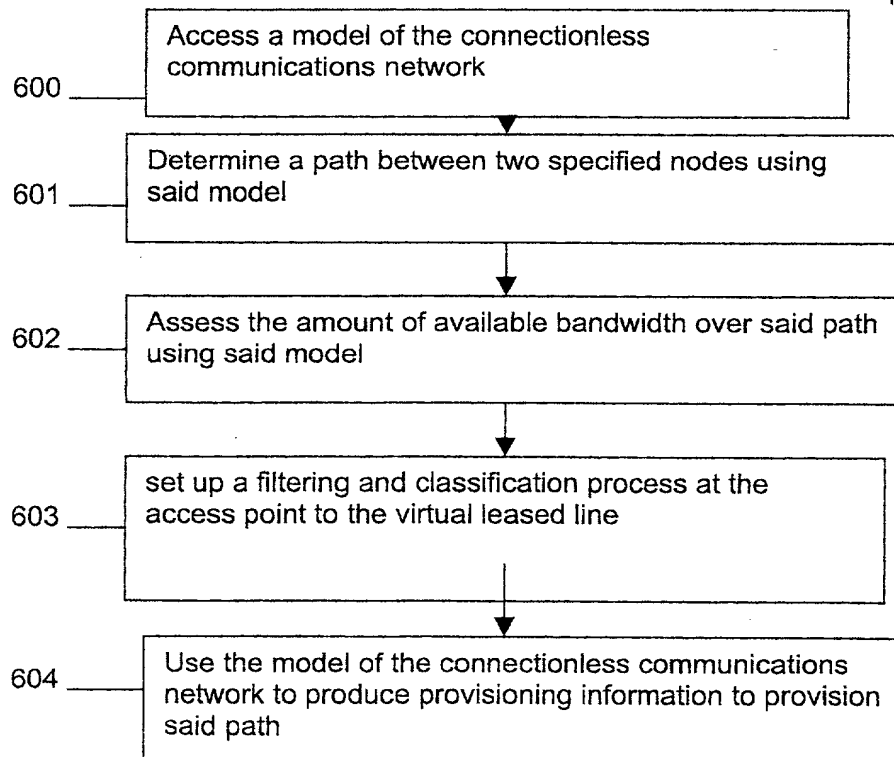 Access a model of the connectionless
communications network
600
Determine a path between two specified nodes using
said model
601
Assess the amount of available bandwidth over said path
using said model
602
set up a filtering and classification process at the
access point to the virtual leased line
603
Use the model of the connectionless communications
network to produce provisioning information to provision
said path
604